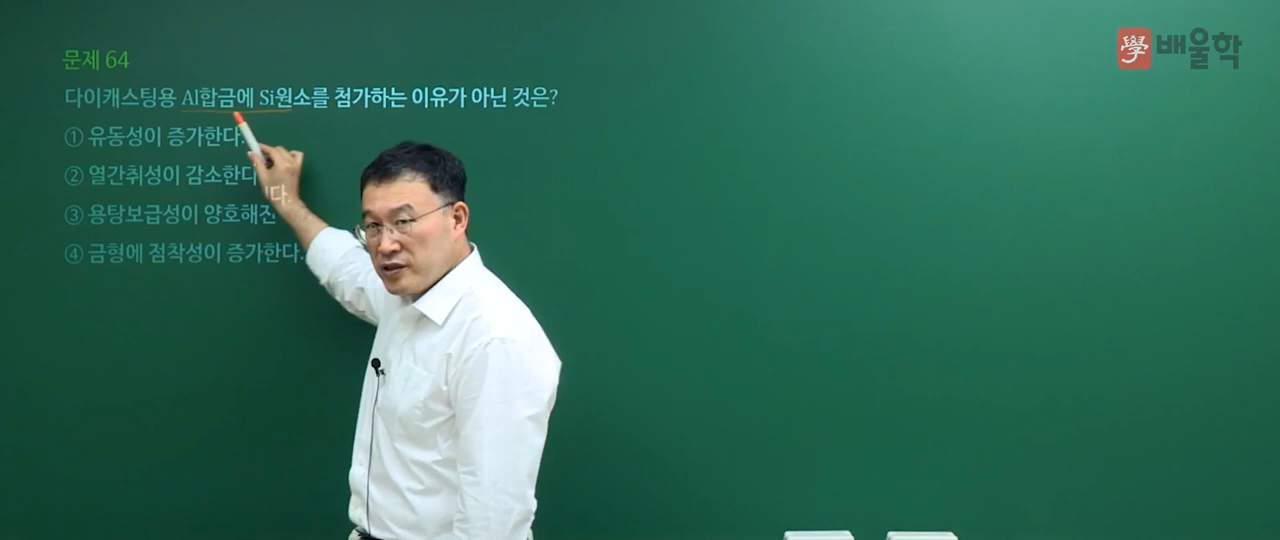 문제 64
學 배울학
다이캐스팅용 Al합금에 Si원소를 첨가하는 이유가 아닌 것은?
① 유동성이 증가한다.
② 열간취성이 감소한다
다.
③ 용탕보급성이 양호해진
④ 금형에 점착성이 증가한다.